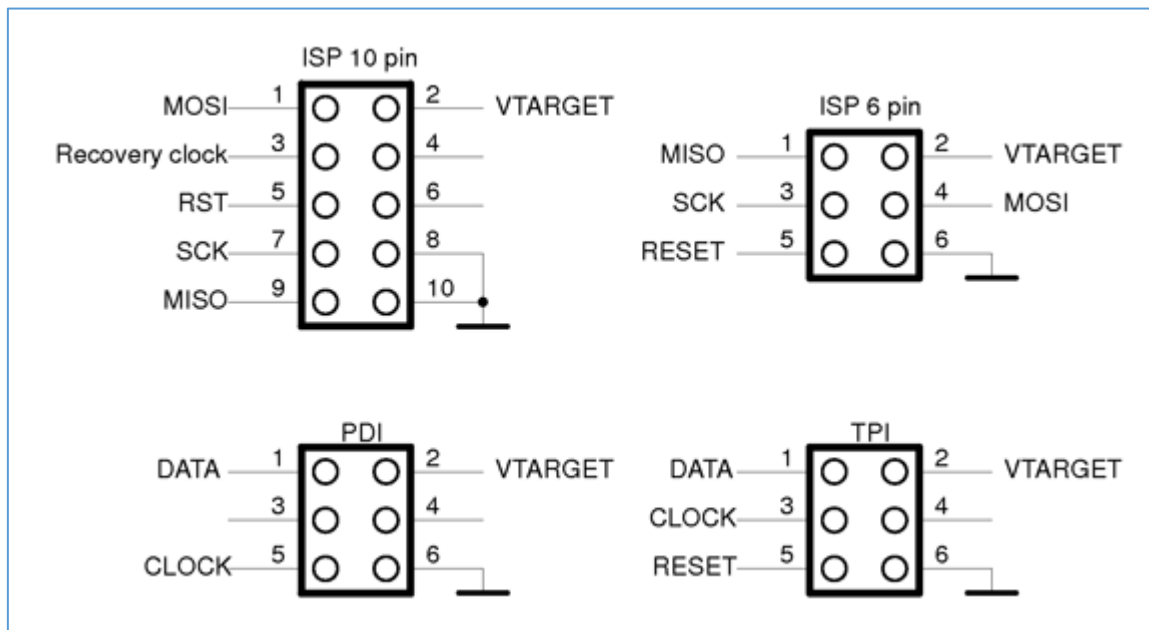 ISP 10 pin
MOSI 1 2 VTARGET
Recovery clock 3 4
RST 5 6
SCK 7 8
MISO 9 10
ISP 6 pin
MISO 1 2 VTARGET
SCK 3 4 MOSI
RESET 5 6
PDI
DATA 1 2 VTARGET
3 4
CLOCK 5 6
TPI
DATA 1 2 VTARGET
CLOCK 3 4
RESET 5 6